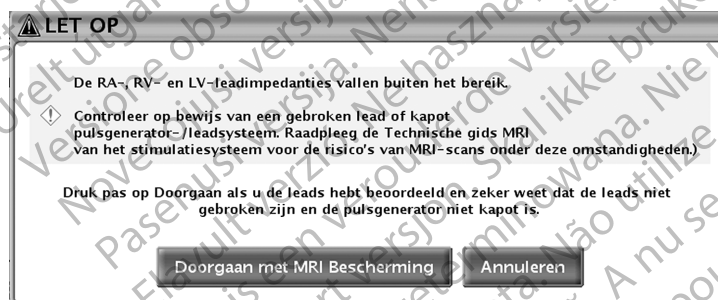 LET OP
De RA-, RV- en LV-leadimpedanties vallen buiten het bereik.
Controleer op bewijs van een gebroken lead of kapot
pulsgenerator-/leadsysteem. Raadpleeg de Technische gids MRI
van het stimulatiesysteem voor de risico's van MRI-scans onder deze omstandigheden.)
Druk pas op Doorgaan als u de leads hebt beoordeeld en zeker weet dat de leads niet
gebroken zijn en de pulsgenerator niet kapot is.
Doorgaan met MRI Bescherming
Annuleren